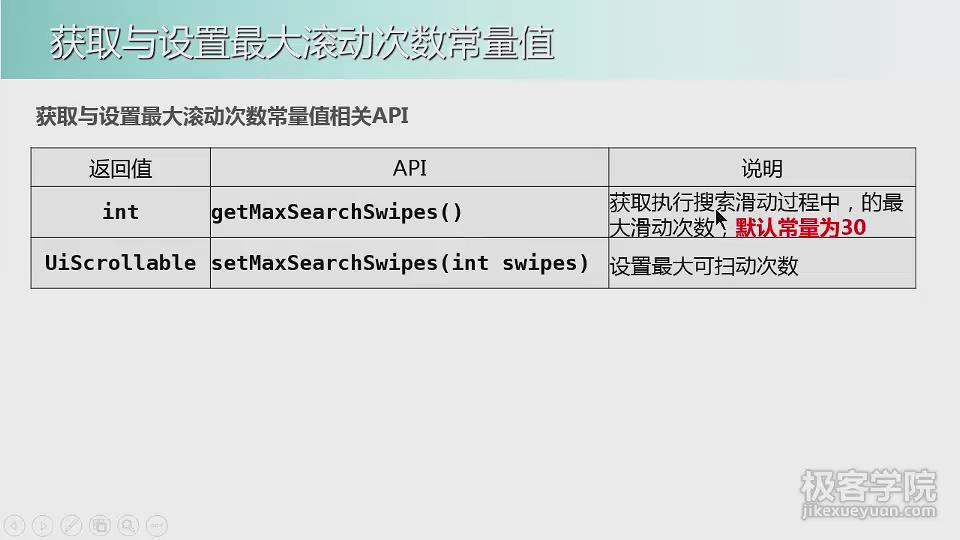 获取与设置最大滚动次数常量值
获取与设置最大滚动次数常量值相关API
返回值 API 说明
int getMaxSearchSwipes() 获取执行搜索滑动过程中，的最
大滑动次数，默认常量为30
UiScrollable setMaxSearchSwipes(int swipes) 设置最大可扫动次数
极客学院
jikexueyuan.com